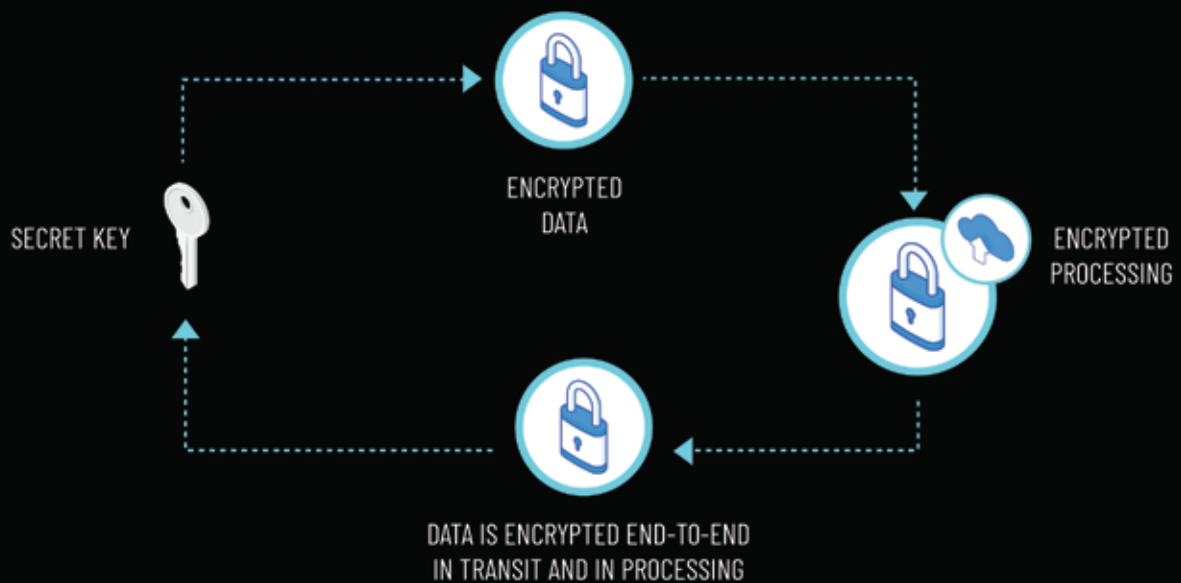 ENCRYPTED
DATA
SECRET KEY
ENCRYPTED
PROCESSING
DATA IS ENCRYPTED END-TO-END
IN TRANSIT AND IN PROCESSING